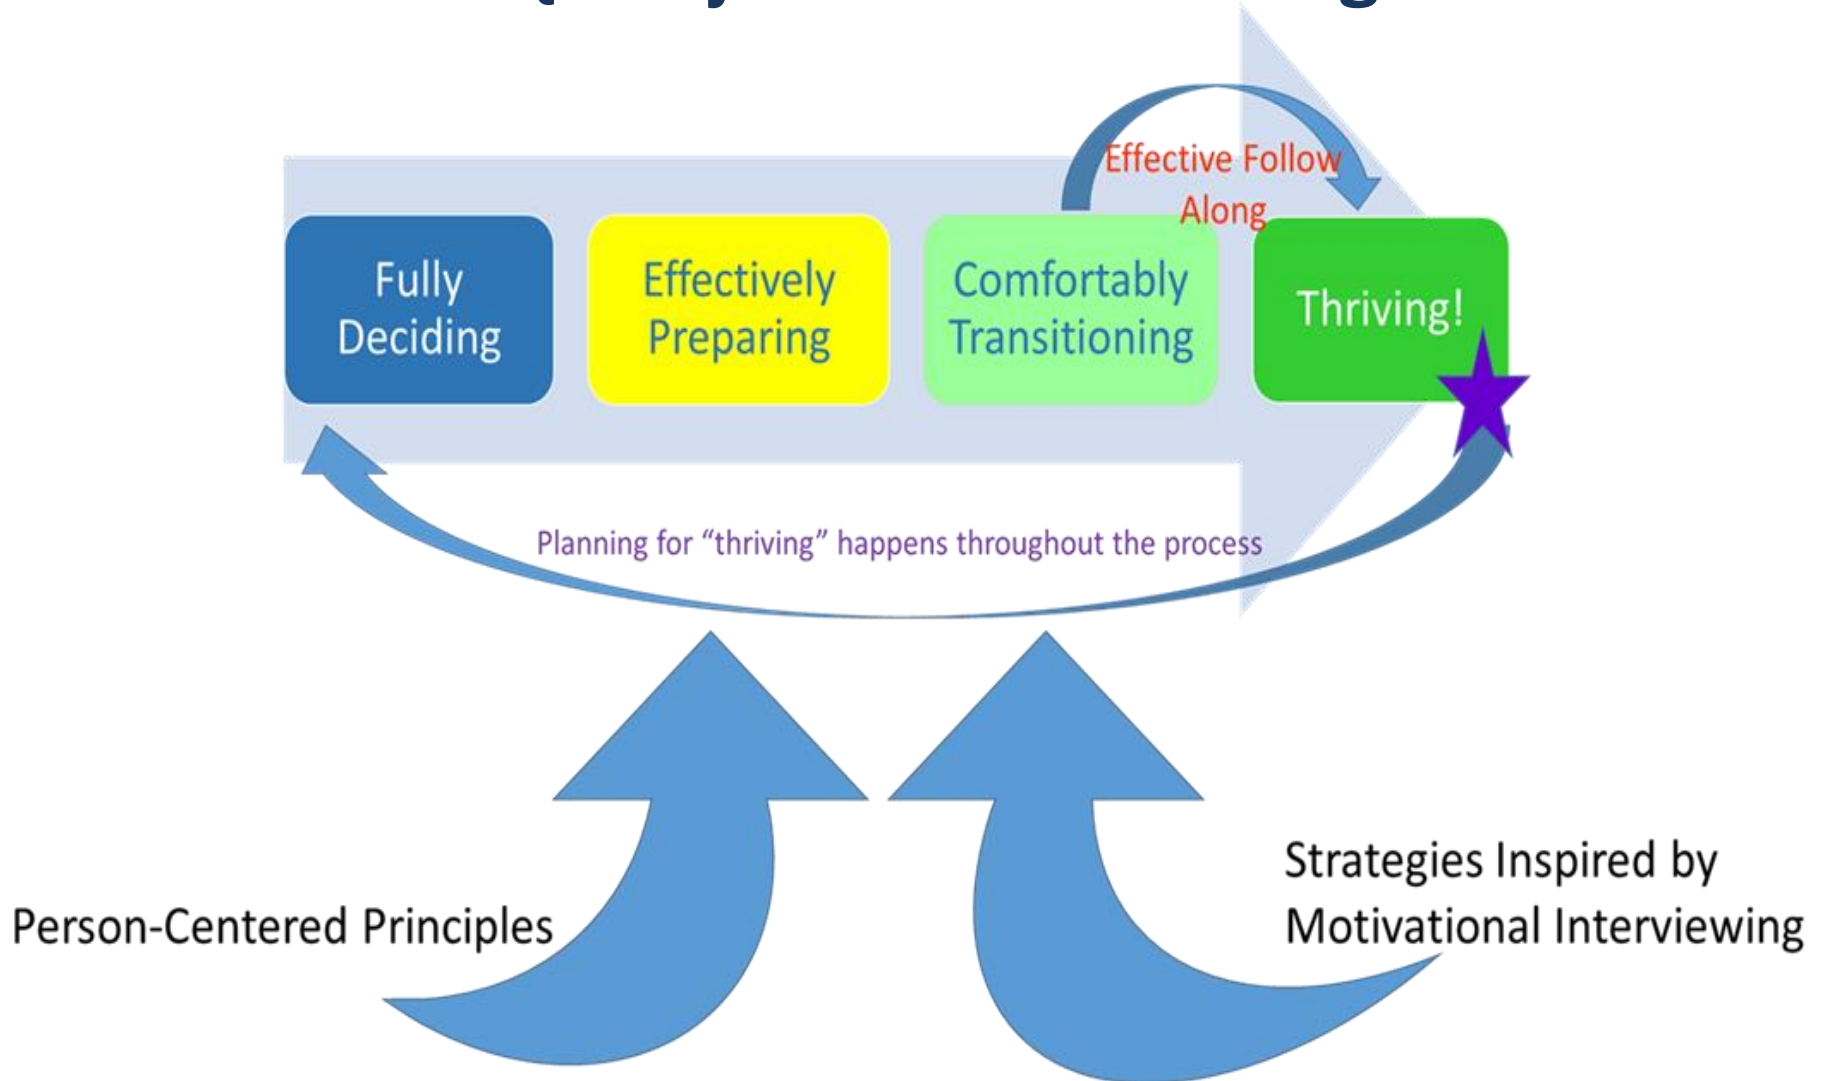 Effective Follow
Along
Fully
Deciding
Effectively
Preparing
Comfortably
Transitioning
Thriving!
Planning for “thriving” happens throughout the process
Person-Centered Principles
Strategies Inspired by
Motivational Interviewing